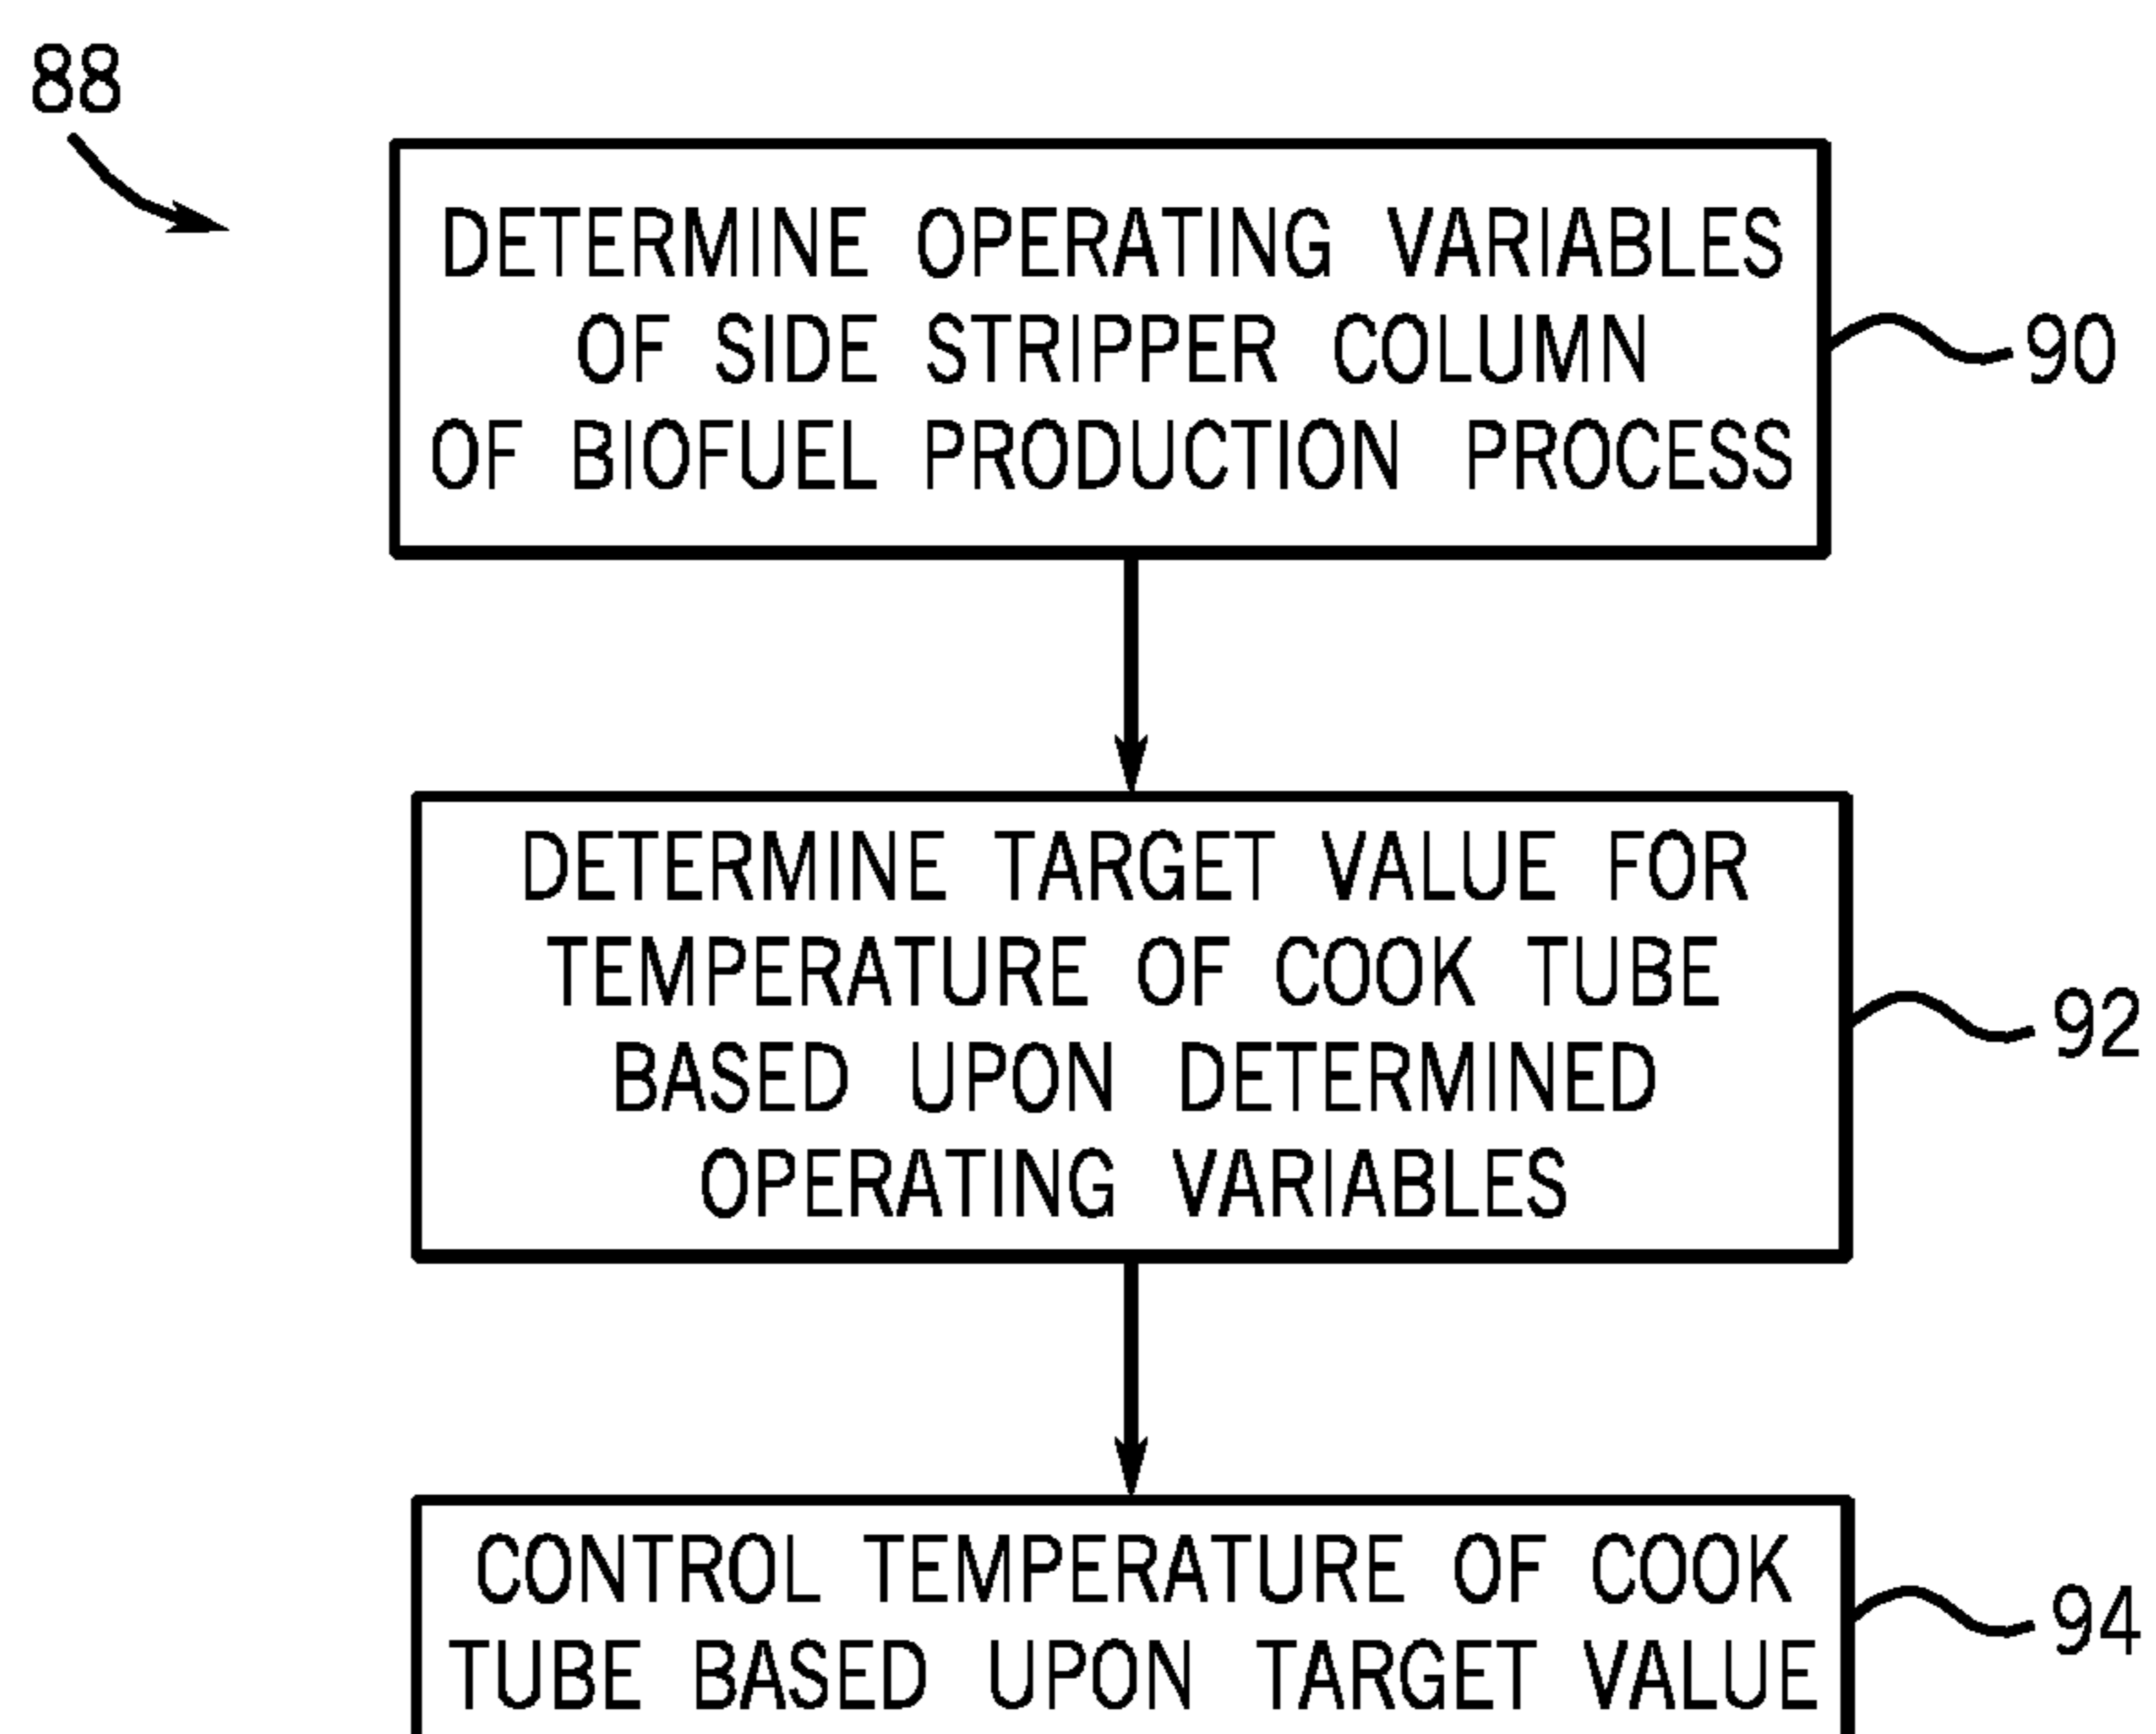 88
DETERMINE OPERATING VARIABLES
OF SIDE STRIPPER COLUMN
OF BIOFUEL PRODUCTION PROCESS
90
DETERMINE TARGET VALUE FOR
TEMPERATURE OF COOK TUBE
BASED UPON DETERMINED
OPERATING VARIABLES
92
CONTROL TEMPERATURE OF COOK
TUBE BASED UPON TARGET VALUE
94